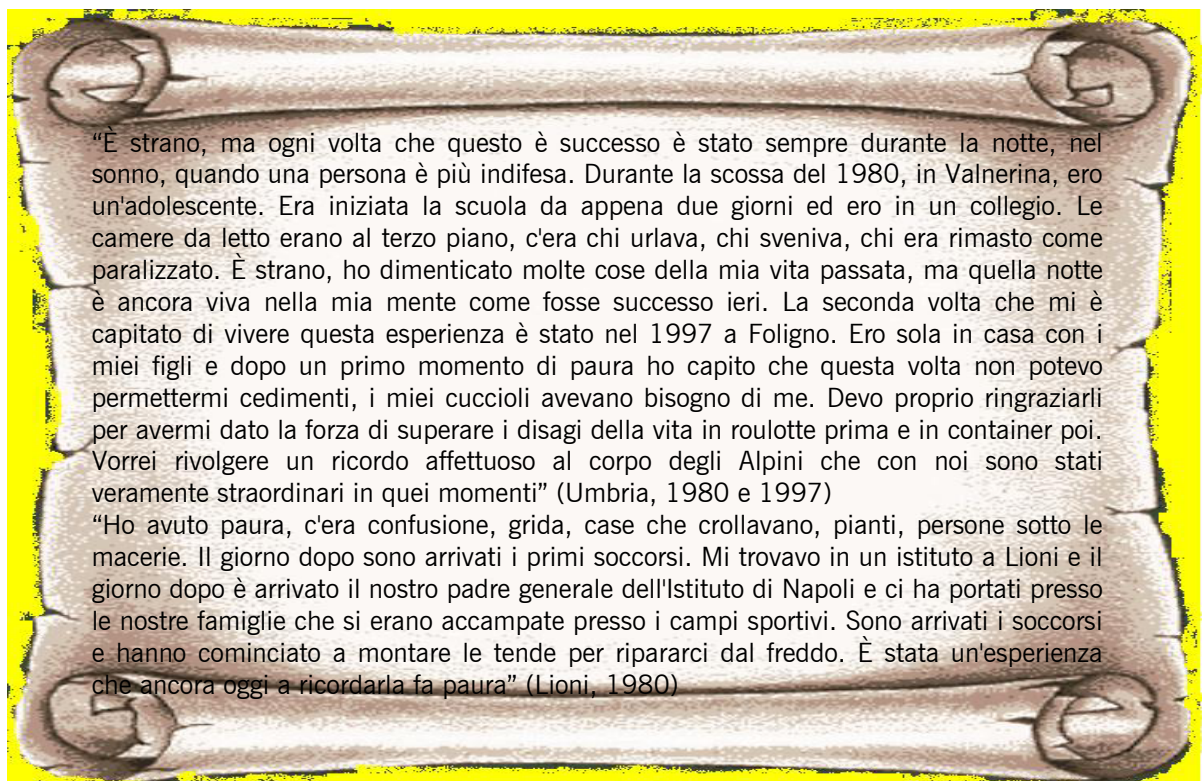 “È strano, ma ogni volta che questo è successo è stato sempre durante la notte, nel
sonno, quando una persona è più indifesa. Durante la scossa del 1980, in Valnerina, ero
un'adolescente. Era iniziata la scuola da appena due giorni ed ero in un collegio. Le
camere da letto erano al terzo piano, c'era chi urlava, chi sveniva, chi era rimasto come
paralizzato. È strano, ho dimenticato molte cose della mia vita passata, ma quella notte
è ancora viva nella mia mente come fosse successo ieri. La seconda volta che mi è
capitato di vivere questa esperienza è stato nel 1997 a Foligno. Ero sola in casa con i
miei figli e dopo un primo momento di paura ho capito che questa volta non potevo
permettermi cedimenti, i miei cuccioli avevano bisogno di me. Devo proprio ringraziarli
per avermi dato la forza di superare i disagi della vita in roulotte prima e in container poi.
Vorrei rivolgere un ricordo affettuoso al corpo degli Alpini che con noi sono stati
veramente straordinari in quei momenti” (Umbria, 1980 e 1997)
“Ho avuto paura, c'era confusione, grida, case che crollavano, pianti, persone sotto le
macerie. Il giorno dopo sono arrivati i primi soccorsi. Mi trovavo in un istituto a Lioni e il
giorno dopo è arrivato il nostro padre generale dell'Istituto di Napoli e ci ha portati presso
le nostre famiglie che si erano accampate presso i campi sportivi. Sono arrivati i soccorsi
e hanno cominciato a montare le tende per ripararci dal freddo. È stata un'esperienza
che ancora oggi a ricordarla fa paura” (Lioni, 1980)